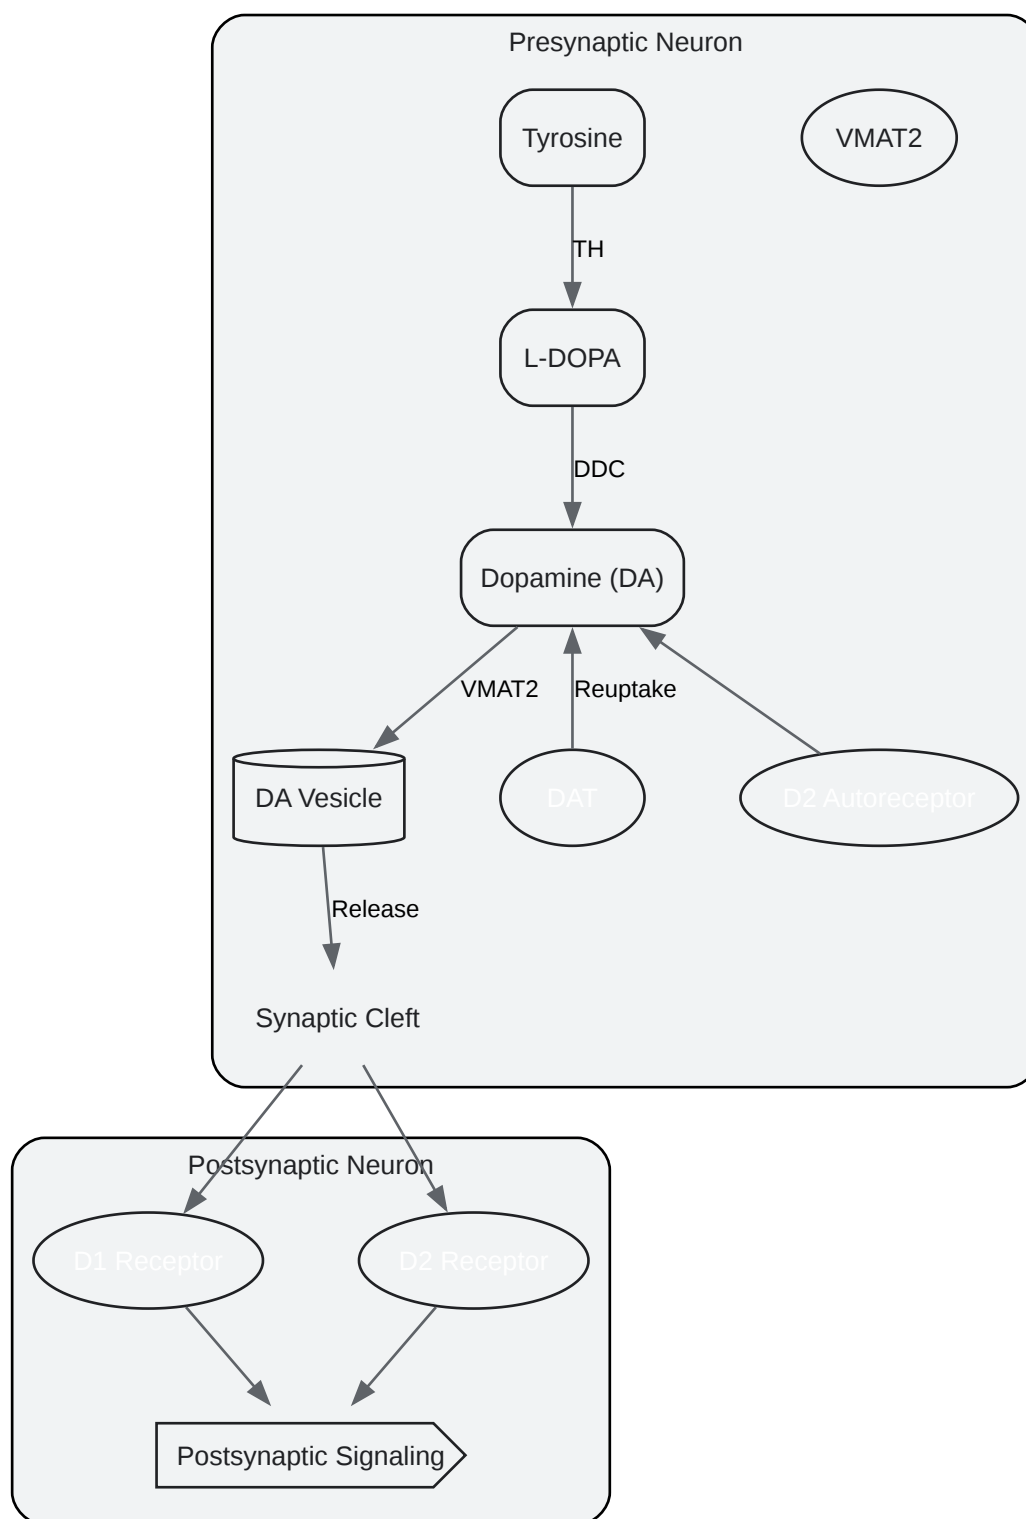 Presynaptic Neuron
Tyrosine
VMAT2
TH
L-DOPA
DDC
Dopamine (DA)
VMAT2
Reuptake
DA Vesicle
DAT
D2 Autoreceptor
Release
Synaptic Cleft
Postsynaptic Neuron
D1 Receptor
D2 Receptor
Postsynaptic Signaling